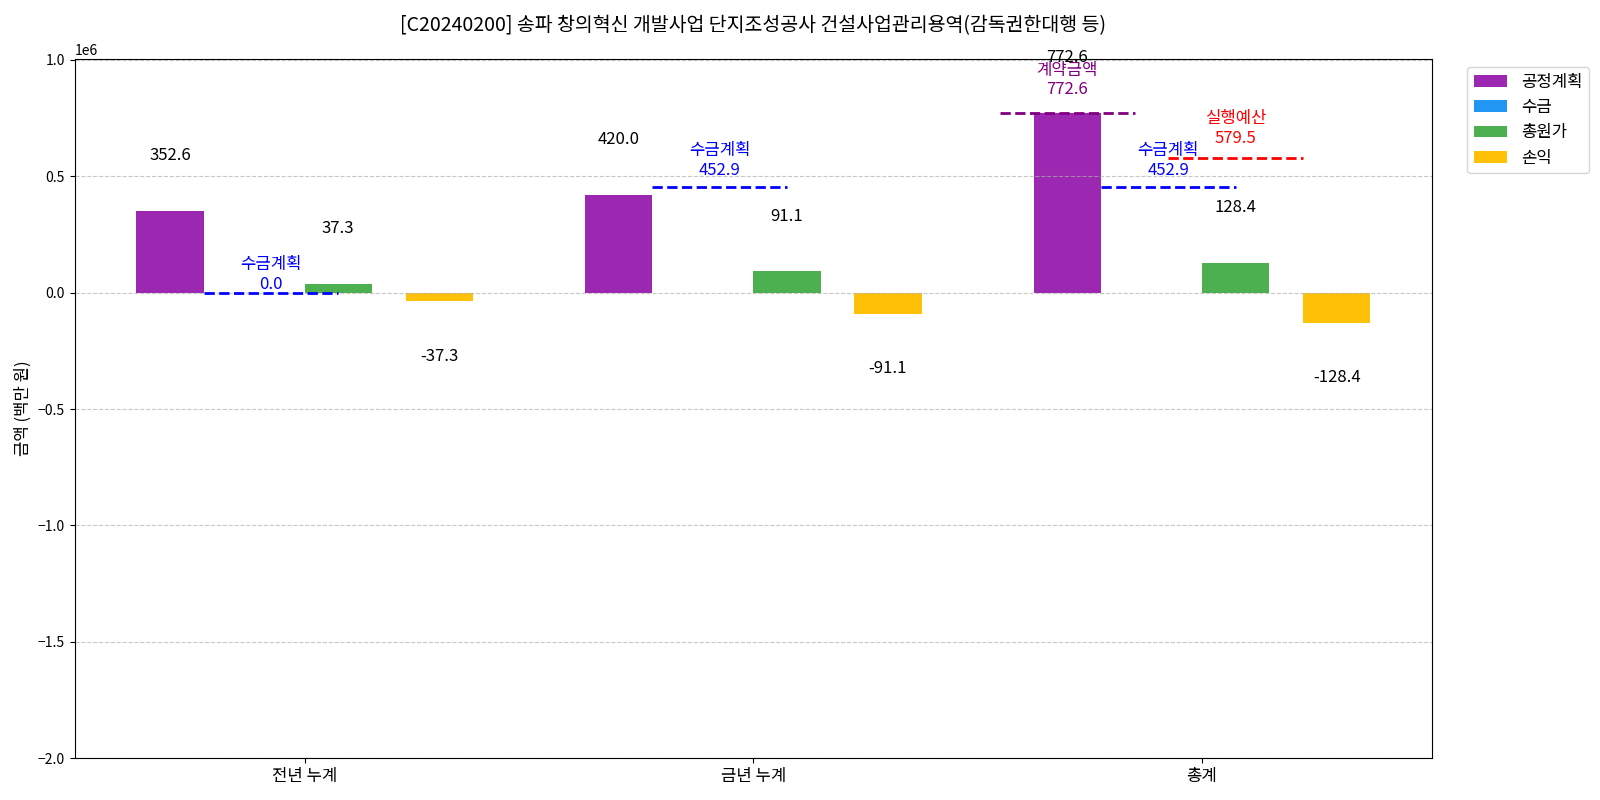 [C20240200] 송파 창의혁신 개발사업 단지조성공사 건설사업관리용역(감독권한대행 등)
1e6
1.0
0.5
0.0
−0.5
−1.0
−1.5
−2.0
금액 (백만 원)
352.6
수금계획
0.0
37.3
-37.3
420.0
수금계획
452.9
91.1
-91.1
772.6
계약금액
772.6
수금계획
452.9
실행예산
579.5
128.4
-128.4
전년 누계
금년 누계
총계
공정계획
수금
총원가
손익